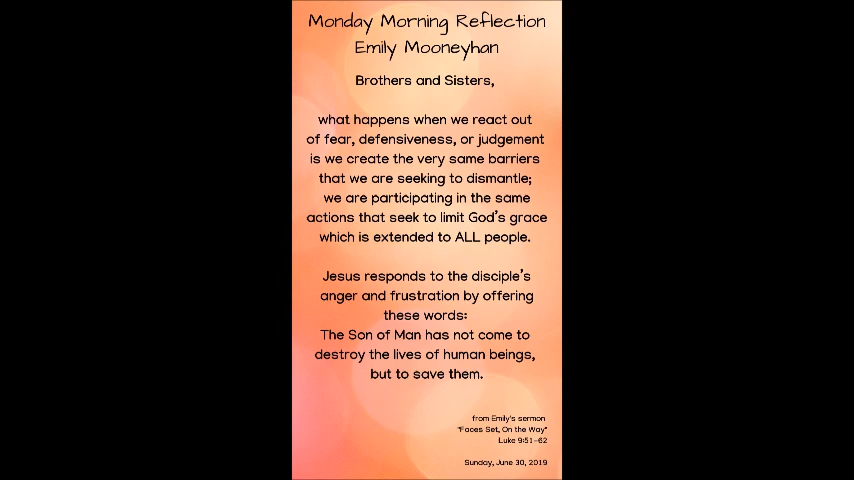 Monday Morning Reflection
Emily Mooneyhan
Brothers and Sisters,
what happens when we react out
of fear, defensiveness, or judgement
is we create the very same barriers
that we are seeking to dismantle;
we are participating in the same
actions that seek to limit God's grace
which is extended to ALL people.
Jesus responds to the disciple's
anger and frustration by offering
these words:
The Son of Man has not come to
destroy the lives of human beings,
but to save them.
from Emily's sermon
"Faces Set, On the Way"
Luke 9:51-62
Sunday, June 30, 2019